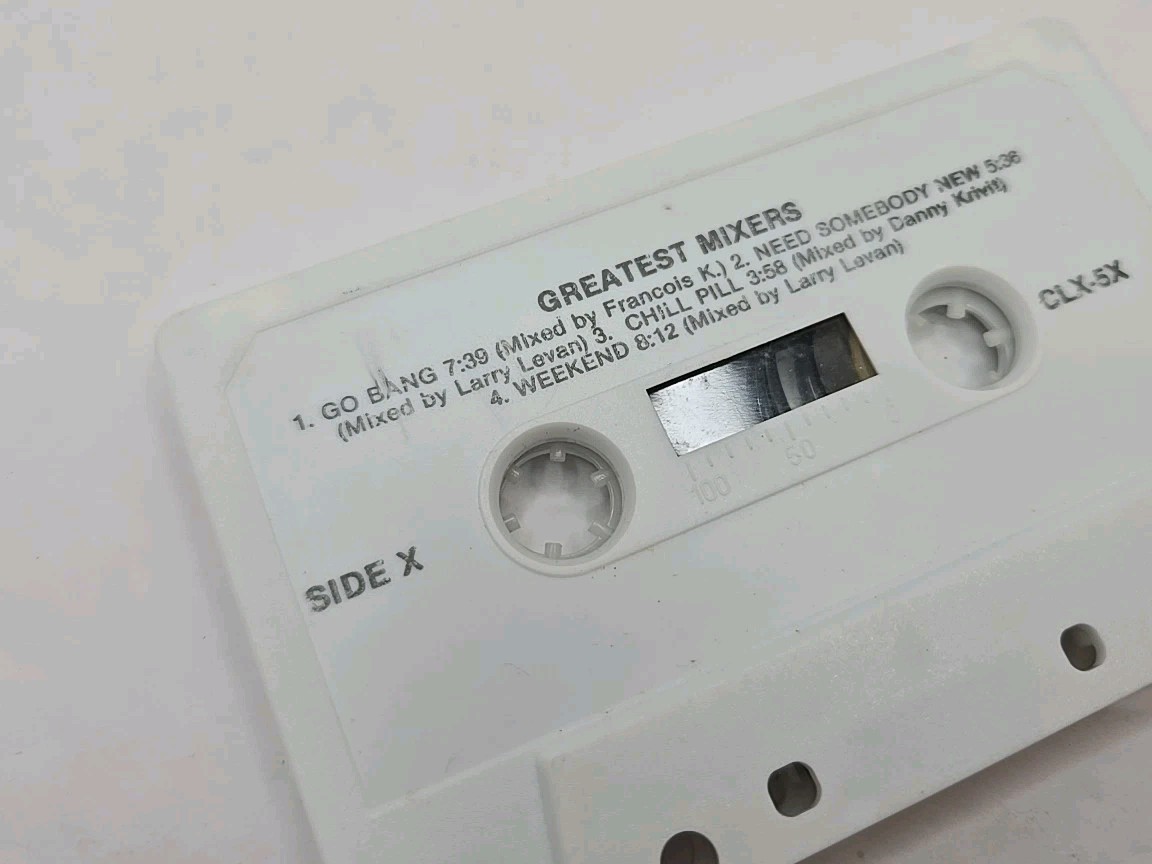 GREATEST MIXERS
1. GO BANG 7:39 (Mixed by Francois K.) 2. NEED SOMEBODY NEW 5:36
(Mixed by Larry Levan) 3. CHILL PILL 3:58 (Mixed by Danny Krivit)
4. WEEKEND 8:12 (Mixed by Larry Levan)
CLX-5X
100 50
SIDE X